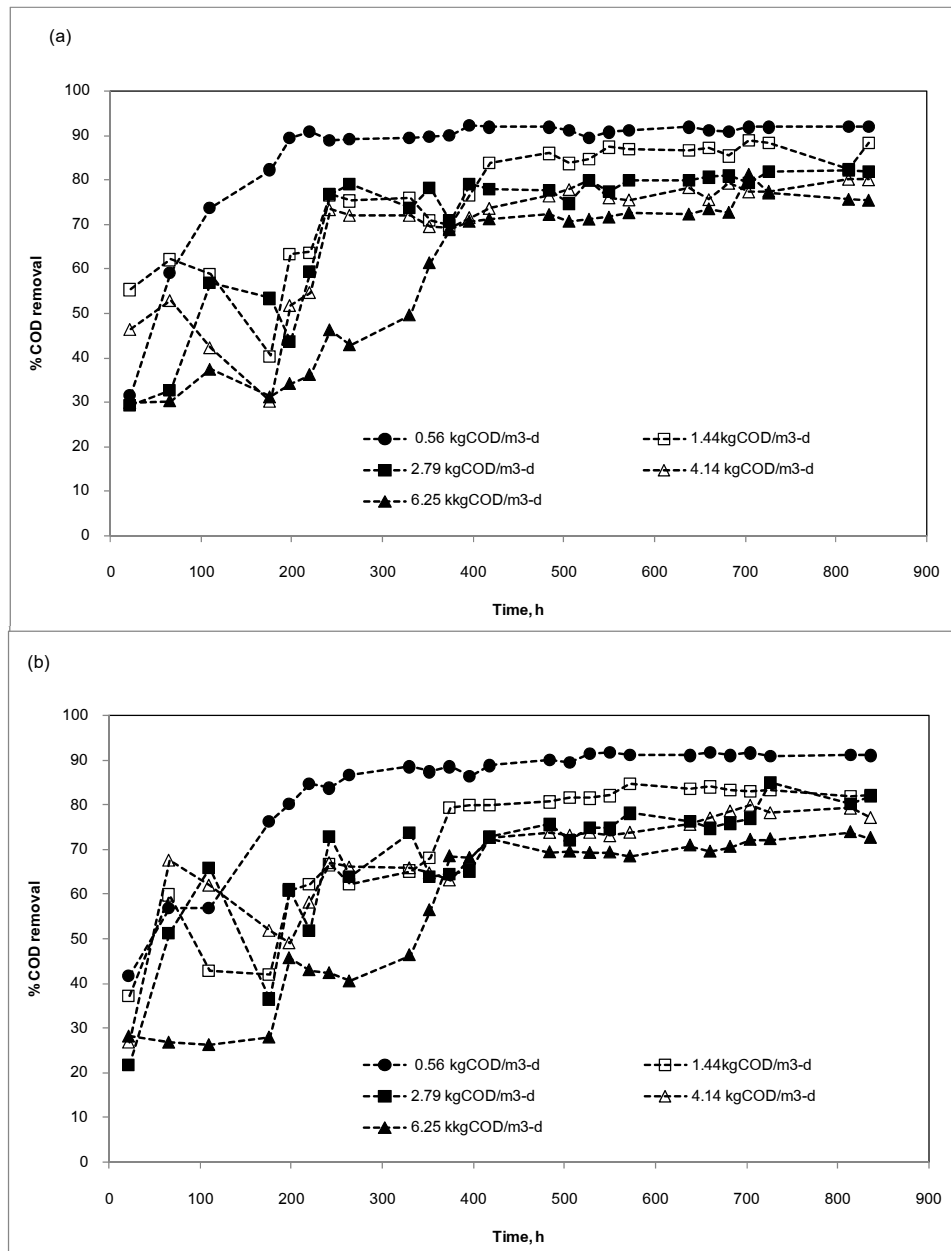 (a)
100
90
80
70
60
50
40
30
20
10
0
% COD removal
0.56 kgCOD/m3-d
1.44kgCOD/m3-d
2.79 kgCOD/m3-d
4.14 kgCOD/m3-d
6.25 kkgCOD/m3-d
0 100 200 300 400 500 600 700 800 900
Time, h
(b)
100
90
80
70
60
50
40
30
20
10
0
% COD removal
0.56 kgCOD/m3-d
1.44kgCOD/m3-d
2.79 kgCOD/m3-d
4.14 kgCOD/m3-d
6.25 kkgCOD/m3-d
0 100 200 300 400 500 600 700 800 900
Time, h